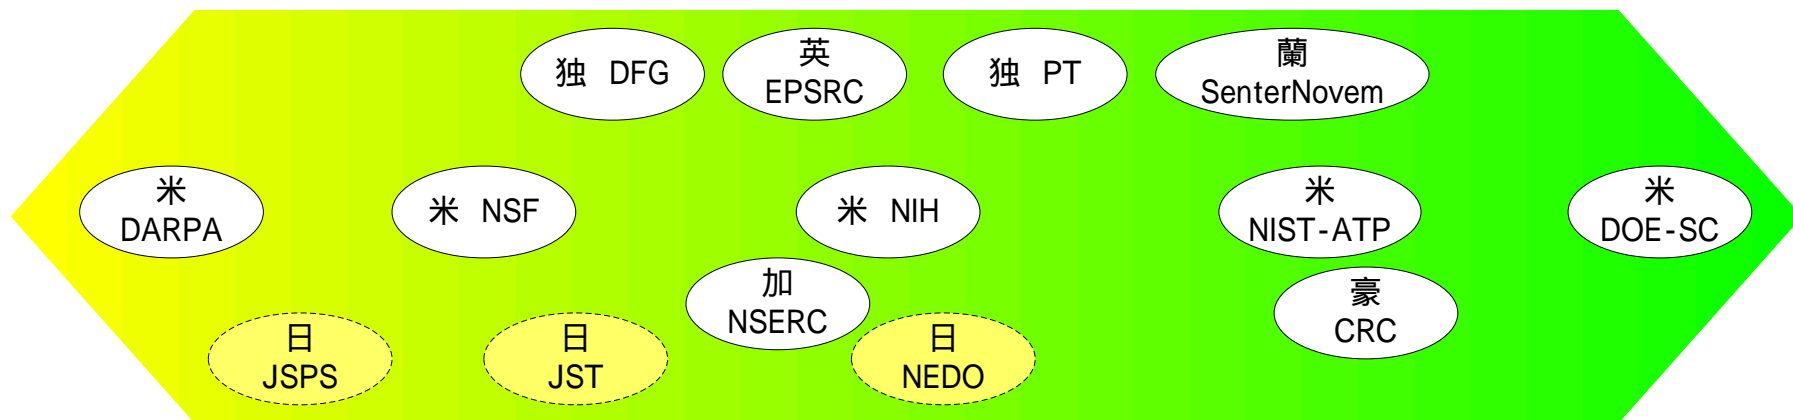 独 DFG
英
EPSRC
独 PT
蘭
SenterNovem
米
DARPA
米 NSF
米 NIH
米
NIST-ATP
米
DOE-SC
加
NSERC
豪
CRC
日
JSPS
日
JST
日
NEDO